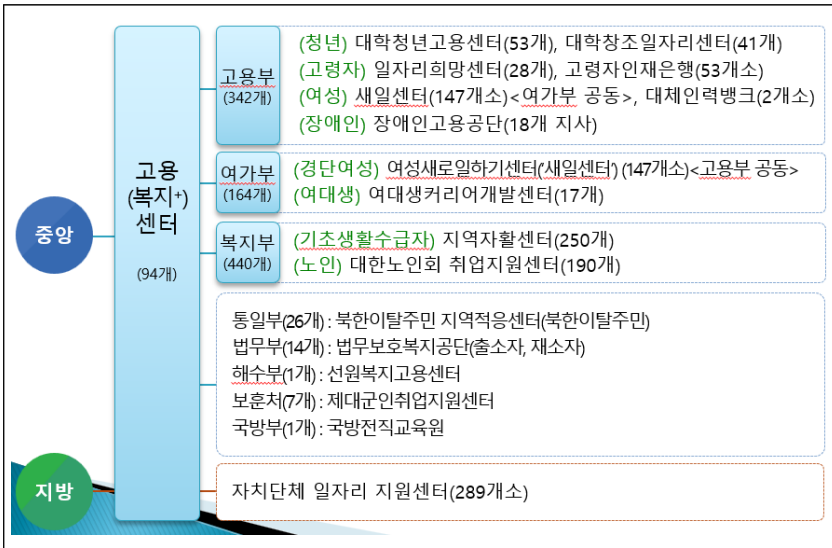 중앙
지방
고용
(복지+)
센터
(94개)
고용부
(342개)
(청년) 대학청년고용센터(53개), 대학창조일자리센터(41개)
(고령자) 일자리희망센터(28개), 고령자인재은행(53개소)
(여성) 새일센터(147개소)<여가부 공동>, 대체인력뱅크(2개소)
(장애인) 장애인고용공단(18개 지사)
여가부
(164개)
(경단여성) 여성새로일하기센터('새일센터') (147개소)<고용부 공동>
(여대생) 여대생커리어개발센터(17개)
복지부
(440개)
(기초생활수급자) 지역자활센터(250개)
(노인) 대한노인회 취업지원센터(190개)
통일부(26개) : 북한이탈주민 지역적응센터(북한이탈주민)
법무부(14개) : 법무보호복지공단(출소자, 재소자)
해수부(1개) : 선원복지고용센터
보훈처(7개) : 제대군인취업지원센터
국방부(1개) : 국방전직교육원
자치단체 일자리 지원센터(289개소)